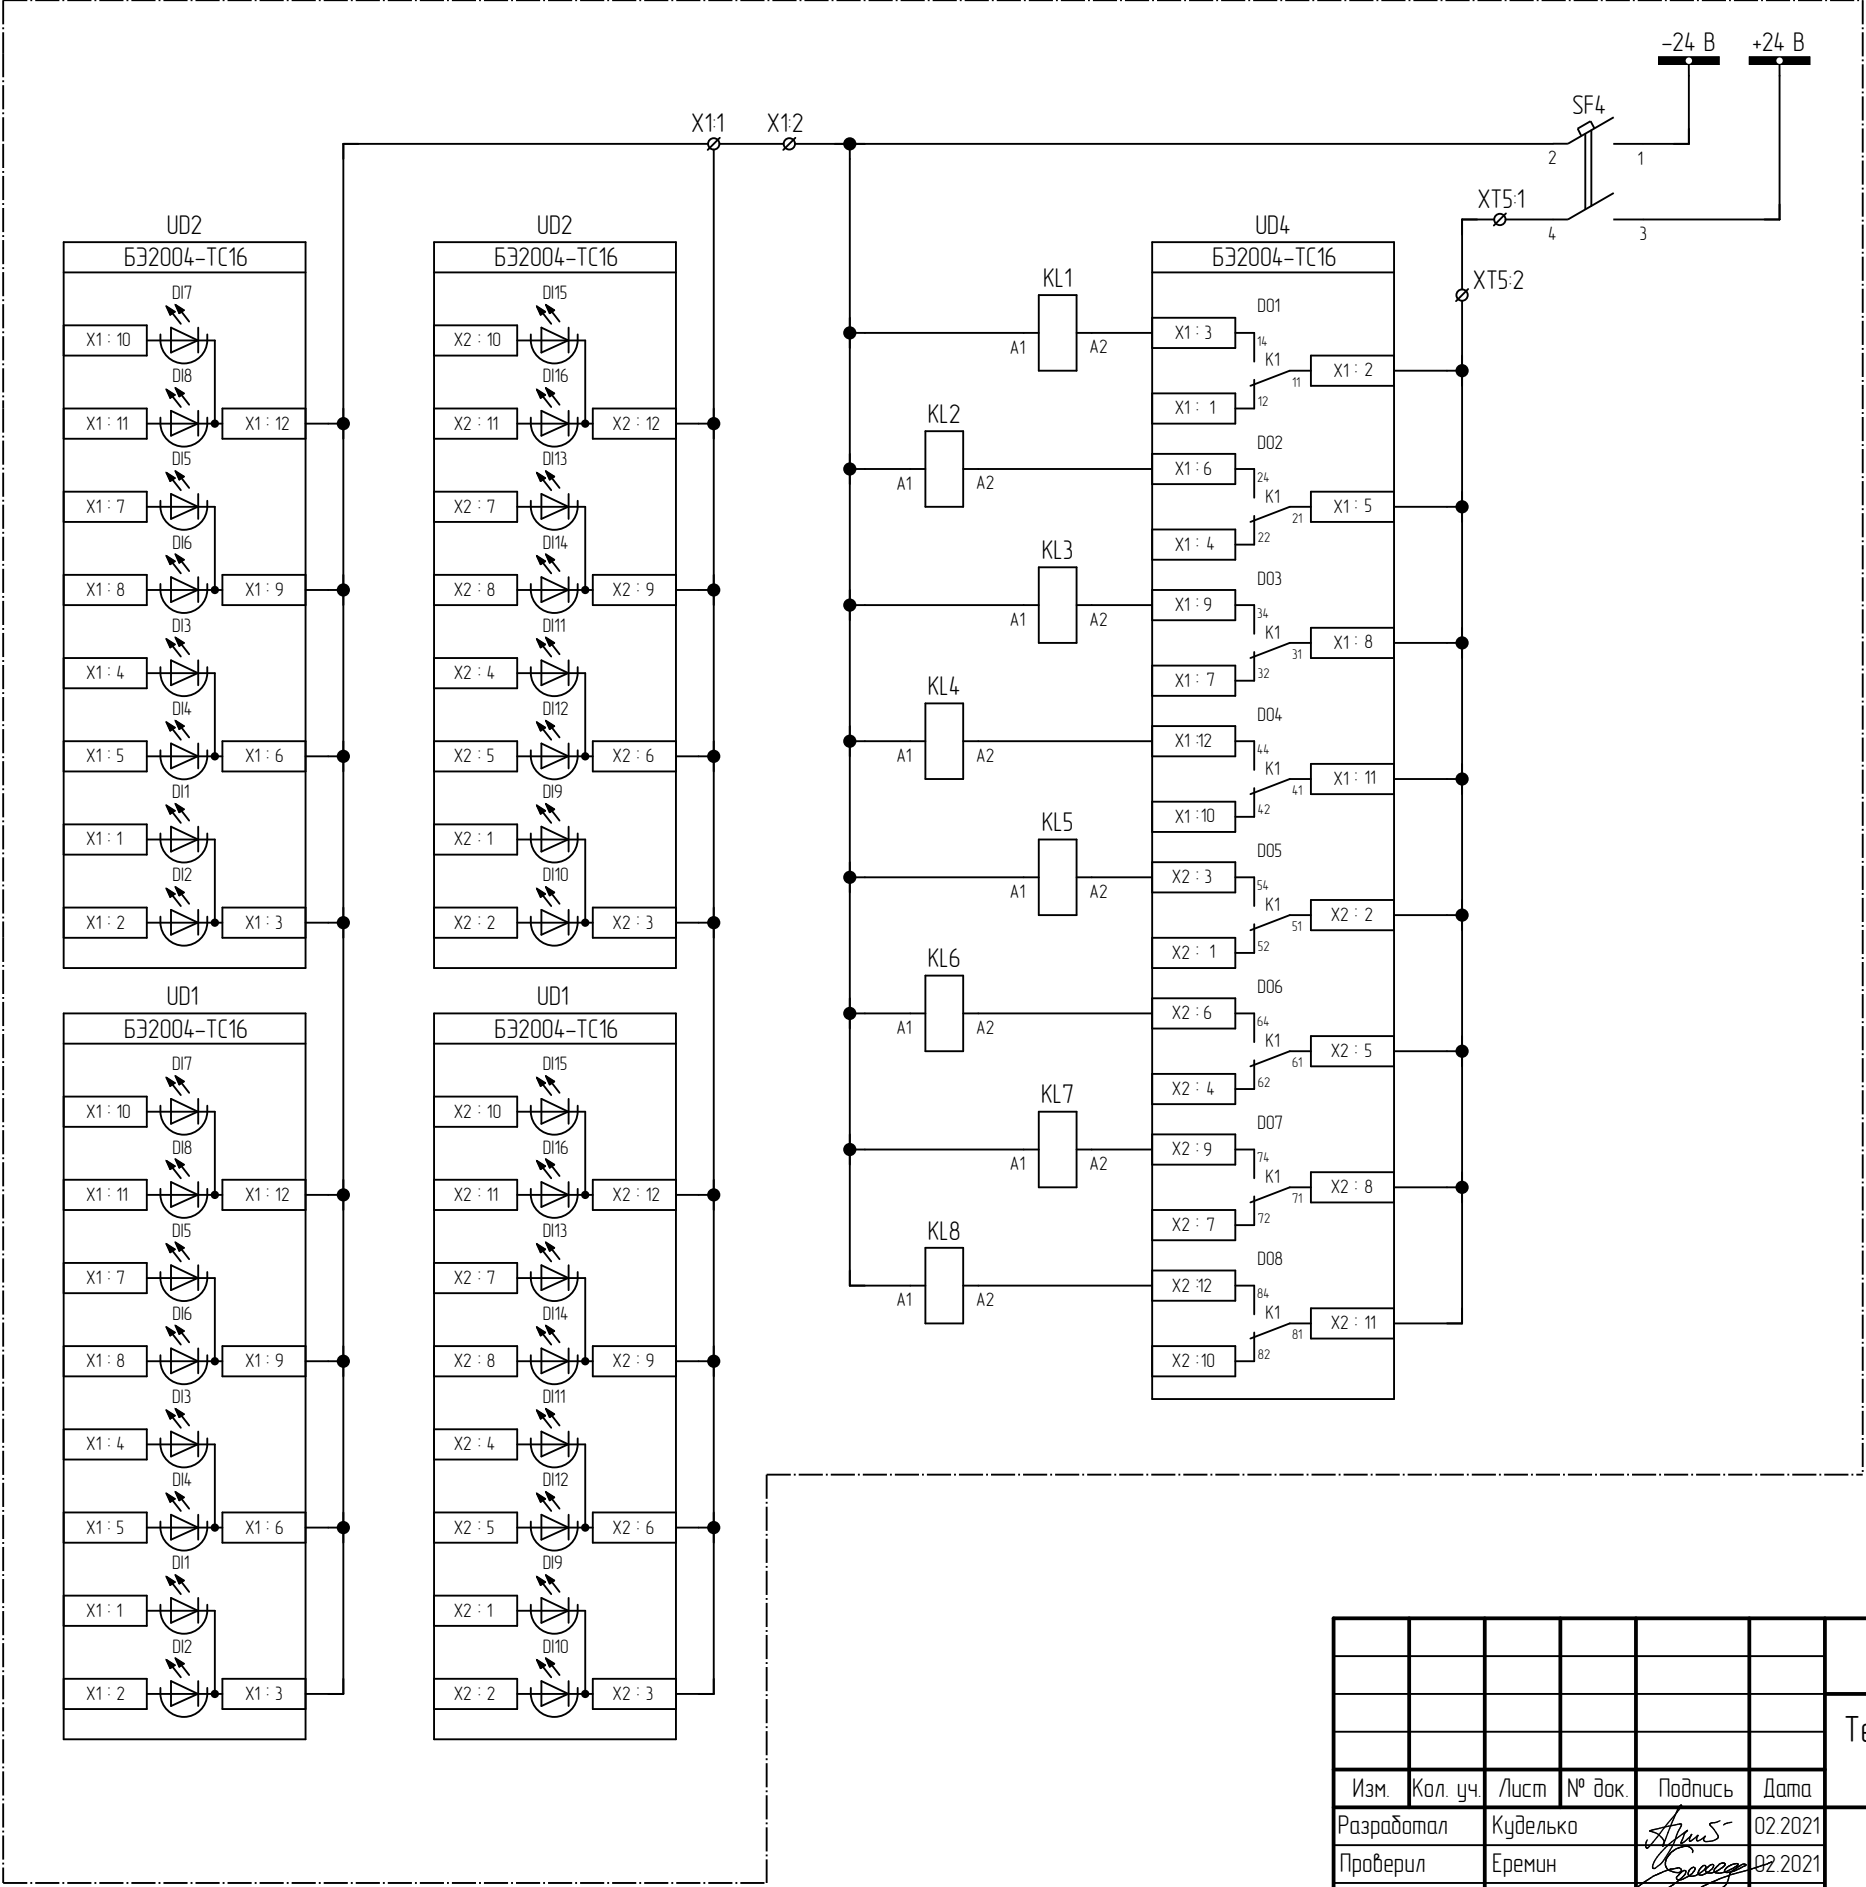 -24 В +24 В
SF4
X1:1 X1:2
2 1
XT5:1
4 3
XT5:2
UD2
БЭ2004-ТС16
DI7
X1 : 10
DI8
X1 : 11 X1 : 12
DI5
X1 : 7
DI6
X1 : 8 X1 : 9
DI3
X1 : 4
DI4
X1 : 5 X1 : 6
DI1
X1 : 1
DI2
X1 : 2 X1 : 3
UD2
БЭ2004-ТС16
DI15
X2 : 10
DI16
X2 : 11 X2 : 12
DI13
X2 : 7
DI14
X2 : 8 X2 : 9
DI11
X2 : 4
DI12
X2 : 5 X2 : 6
DI9
X2 : 1
DI10
X2 : 2 X2 : 3
UD1
БЭ2004-ТС16
DI7
X1 : 10
DI8
X1 : 11 X1 : 12
DI5
X1 : 7
DI6
X1 : 8 X1 : 9
DI3
X1 : 4
DI4
X1 : 5 X1 : 6
DI1
X1 : 1
DI2
X1 : 2 X1 : 3
UD1
БЭ2004-ТС16
DI15
X2 : 10
DI16
X2 : 11 X2 : 12
DI13
X2 : 7
DI14
X2 : 8 X2 : 9
DI11
X2 : 4
DI12
X2 : 5 X2 : 6
DI9
X2 : 1
DI10
X2 : 2 X2 : 3
UD4
БЭ2004-ТС16
KL1
A1 A2
DO1
X1 : 3 14
K1
11 X1 : 2
X1 : 1 12
KL2
A1 A2
DO2
X1 : 6 24
K1
21 X1 : 5
X1 : 4 22
KL3
A1 A2
DO3
X1 : 9 34
K1
31 X1 : 8
X1 : 7 32
KL4
A1 A2
DO4
X1 :12 44
K1
41 X1 : 11
X1 :10 42
KL5
A1 A2
DO5
X2 : 3 54
K1
51 X2 : 2
X2 : 1 52
KL6
A1 A2
DO6
X2 : 6 64
K1
61 X2 : 5
X2 : 4 62
KL7
A1 A2
DO7
X2 : 9 74
K1
71 X2 : 8
X2 : 7 72
KL8
A1 A2
DO8
X2 :12 84
K1
81 X2 : 11
X2 :10 82
Изм. Кол. уч. Лист № док. Подпись Дата
Разработал Куделько 02.2021
Проверил Еремин 02.2021